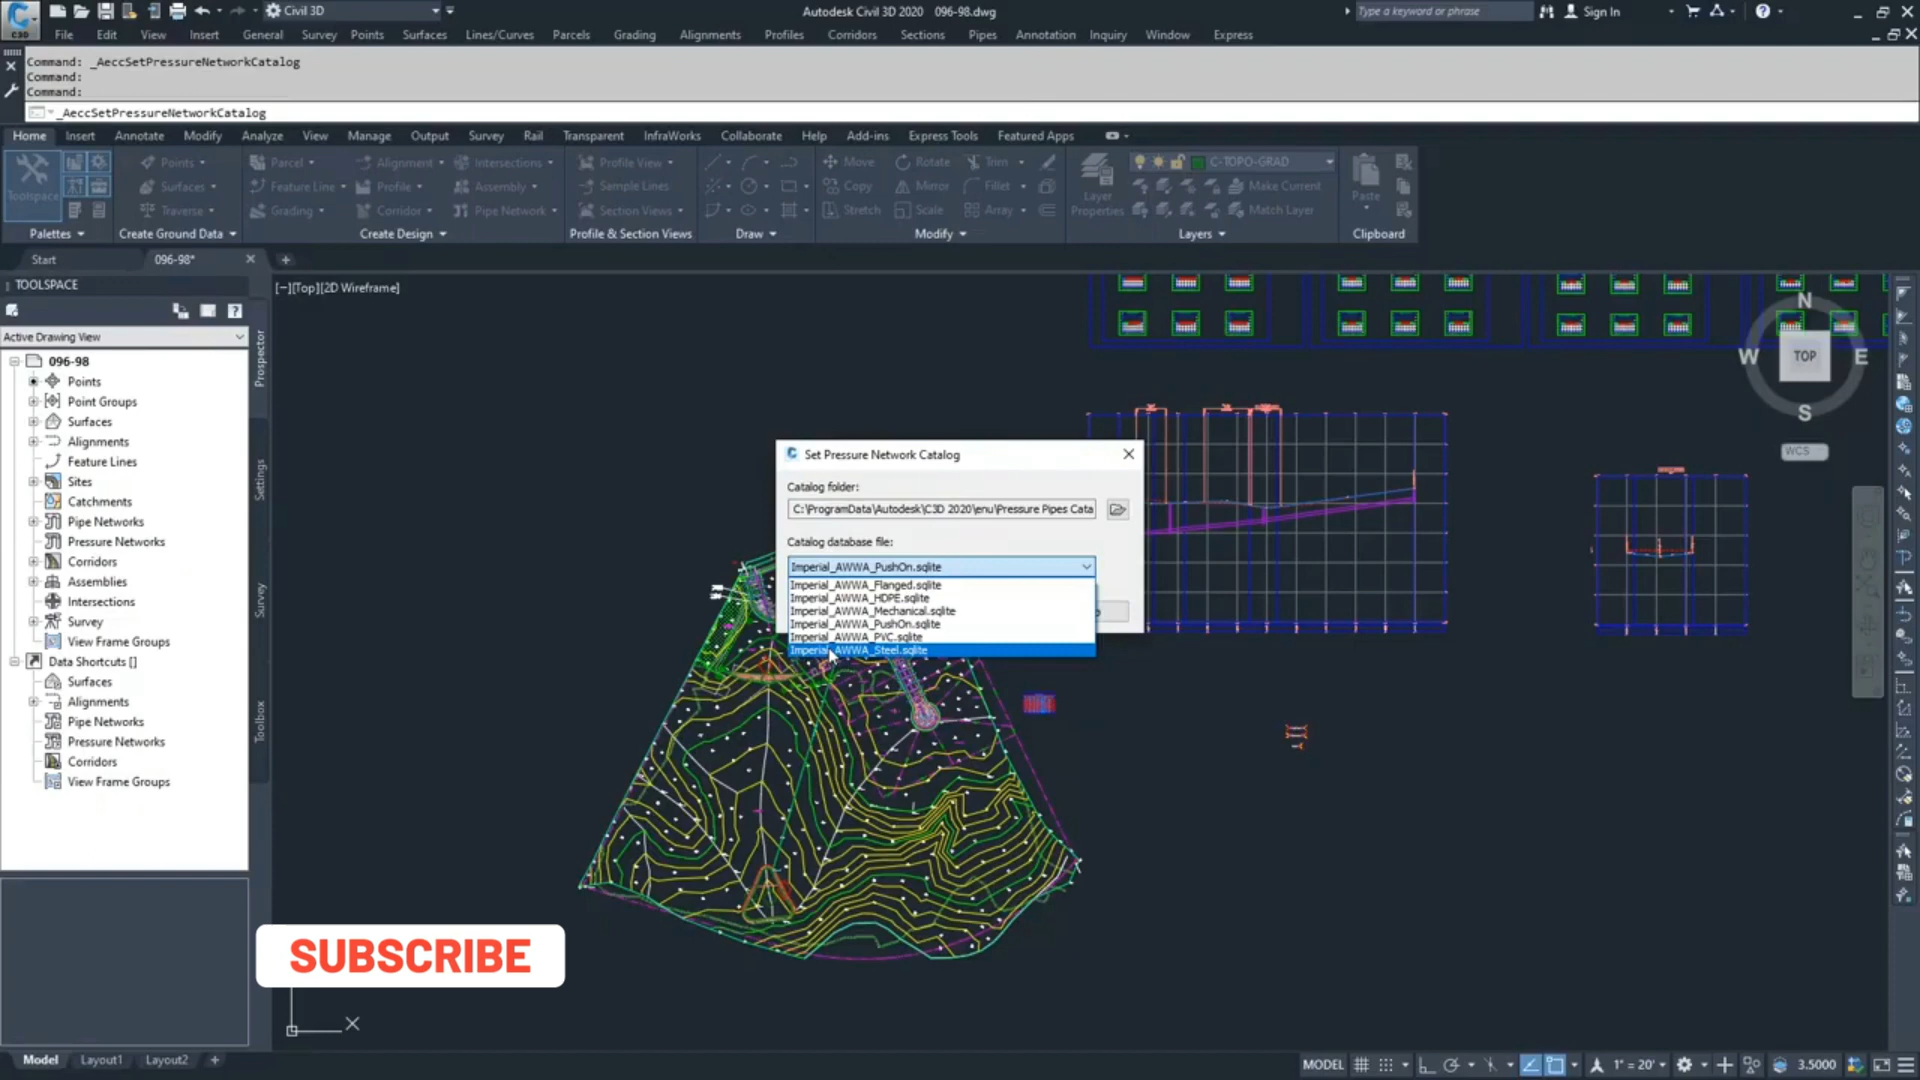 Civil 3D
Autodesk Civil 3D 2020 096-98.dwg
Type a keyword or phrase
Sign In
C3D
File Edit View Insert General Survey Points Surfaces Lines/Curves Parcels Grading Alignments Profiles Corridors Sections Pipes Annotation Inquiry Window Express
Command: _AeccSetPressureNetworkCatalog
Command:
Command:
_AeccSetPressureNetworkCatalog
Home Insert Annotate Modify Analyze View Manage Output Survey Rail Transparent InfraWorks Collaborate Help Add-ins Express Tools Featured Apps
Toolspace
Points
Surfaces
Traverse
Parcel
Feature Line
Grading
Alignment
Profile
Corridor
Intersections
Assembly
Pipe Network
Profile View
Sample Lines
Section Views
Move
Copy
Stretch
Rotate
Mirror
Scale
Trim
Fillet
Array
Layer
Properties
C-TOPO-GRAD
Make Current
Match Layer
Paste
Palettes Create Ground Data Create Design Profile & Section Views Draw Modify Layers Clipboard
Start 096-98*
TOOLSPACE
Active Drawing View
096-98
Points
Point Groups
Surfaces
Alignments
Feature Lines
Sites
Catchments
Pipe Networks
Pressure Networks
Corridors
Assemblies
Intersections
Survey
View Frame Groups
Data Shortcuts []
Surfaces
Alignments
Pipe Networks
Pressure Networks
Corridors
View Frame Groups
Prospector
Settings
Survey
Toolbox
[−][Top][2D Wireframe]
N
W TOP E
S
WCS
Set Pressure Network Catalog
Catalog folder:
C:\ProgramData\Autodesk\C3D 2020\enu\Pressure Pipes Cata
Catalog database file:
Imperial_AWWA_PushOn.sqlite
Imperial_AWWA_Flanged.sqlite
Imperial_AWWA_HDPE.sqlite
Imperial_AWWA_Mechanical.sqlite
Imperial_AWWA_PushOn.sqlite
Imperial_AWWA_PVC.sqlite
Imperial_AWWA_Steel.sqlite
SUBSCRIBE
X
Model Layout1 Layout2 +
MODEL 1" = 20' 3.5000